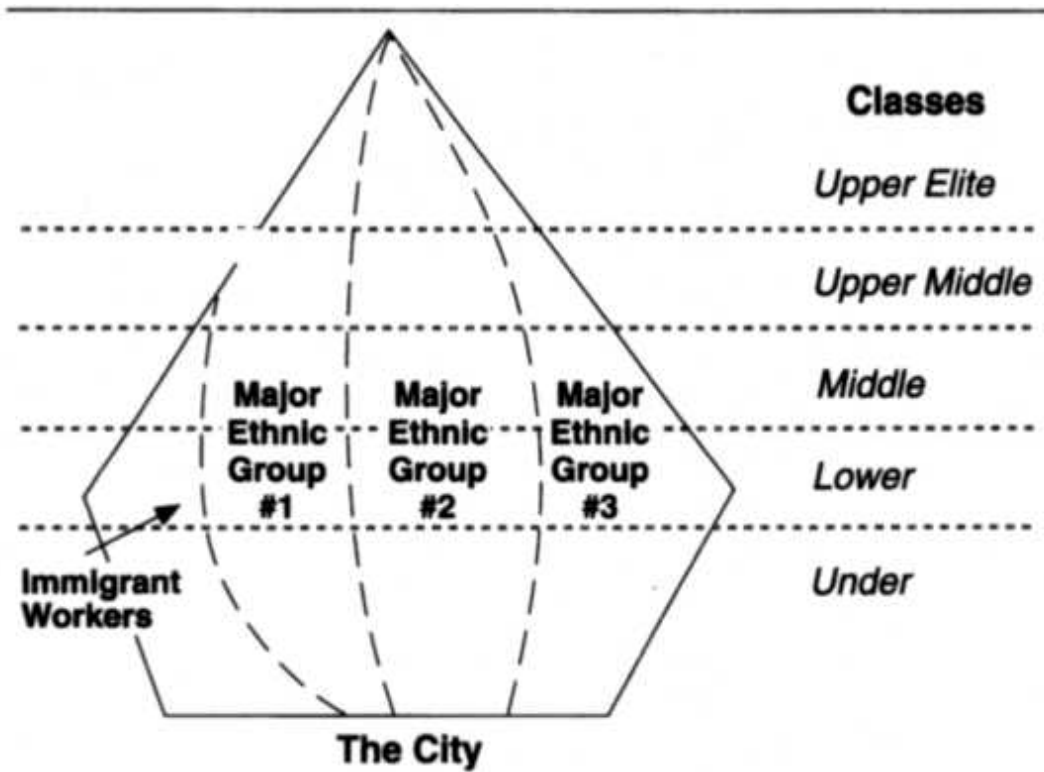 Classes
Upper Elite
Upper Middle
Middle
Major
Ethnic
Group
#1
Major
Ethnic
Group
#2
Major
Ethnic
Group
#3
Lower
Immigrant
Workers
Under
The City